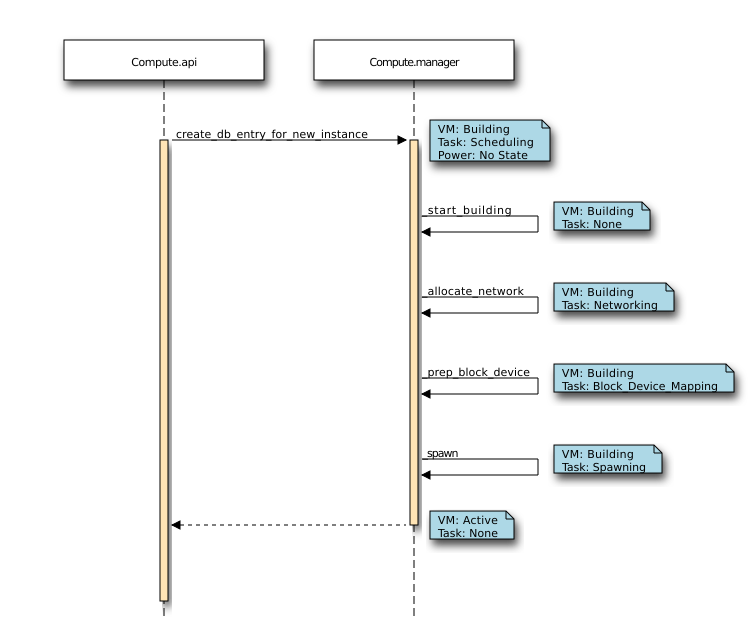 Compute.api
Compute.manager
create_db_entry_for_new_instance
VM: Building
Task: Scheduling
Power: No State
_start_building
VM: Building
Task: None
_allocate_network
VM: Building
Task: Networking
_prep_block_device
VM: Building
Task: Block_Device_Mapping
_spawn
VM: Building
Task: Spawning
VM: Active
Task: None